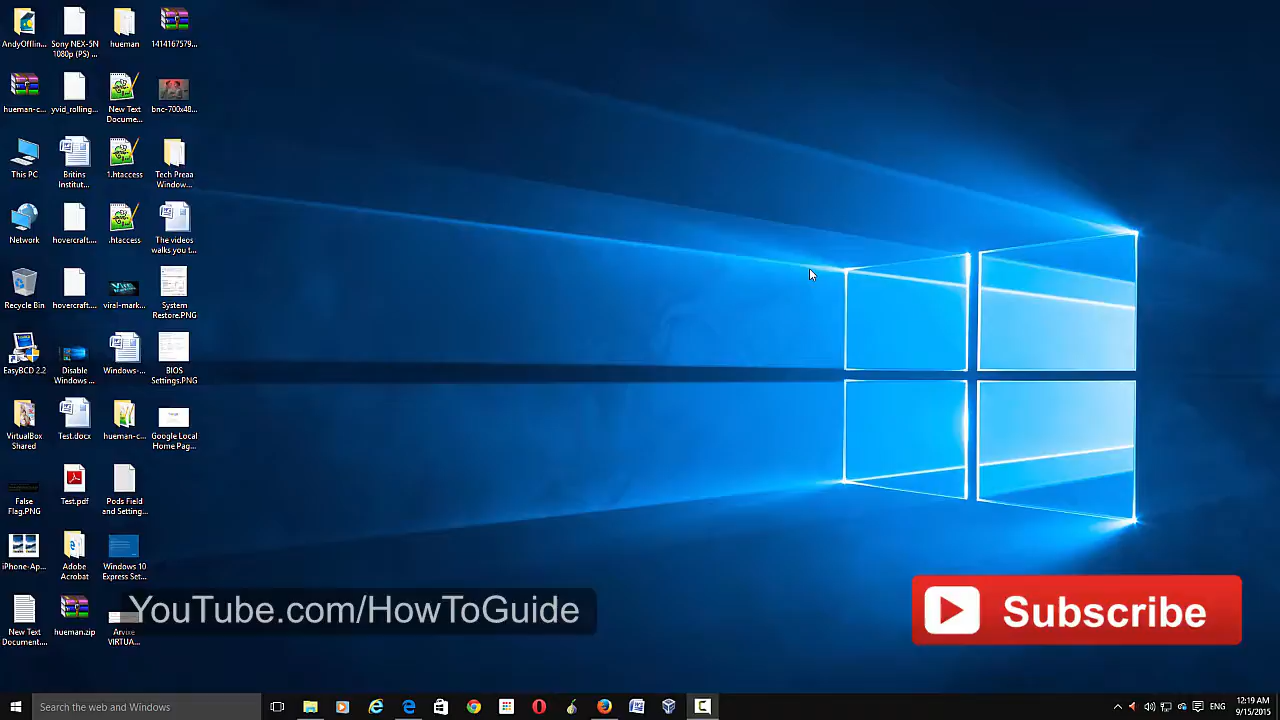 AndyOfflin...
Sony NEX-5N
1080p (PS) ...
hueman
1414167579...
hueman-c...
yvid_rolling...
New Text
Docume...
bnc-700x48...
This PC
Britins
Institut...
1.htaccess
Tech Preaa
Window...
Network
hovercraft....
.htaccess
The videos
walks you t...
Recycle Bin
hovercraft....
viral-mark...
System
Restore.PNG
EasyBCD 2.2
Disable
Windows ...
Windows-...
BIOS
Settings.PNG
VirtualBox
Shared
Test.docx
hueman-c...
Google Local
Home Pag...
False
Flag.PNG
Test.pdf
Pods Field
and Setting...
iPhone-Ap...
Adobe
Acrobat
Windows 10
Express Set...
New Text
Document....
hueman.zip
Arvixe
VIRTUA...
YouTube.com/HowToGuide
Subscribe
Search the web and Windows
ENG
12:19 AM
9/15/2015